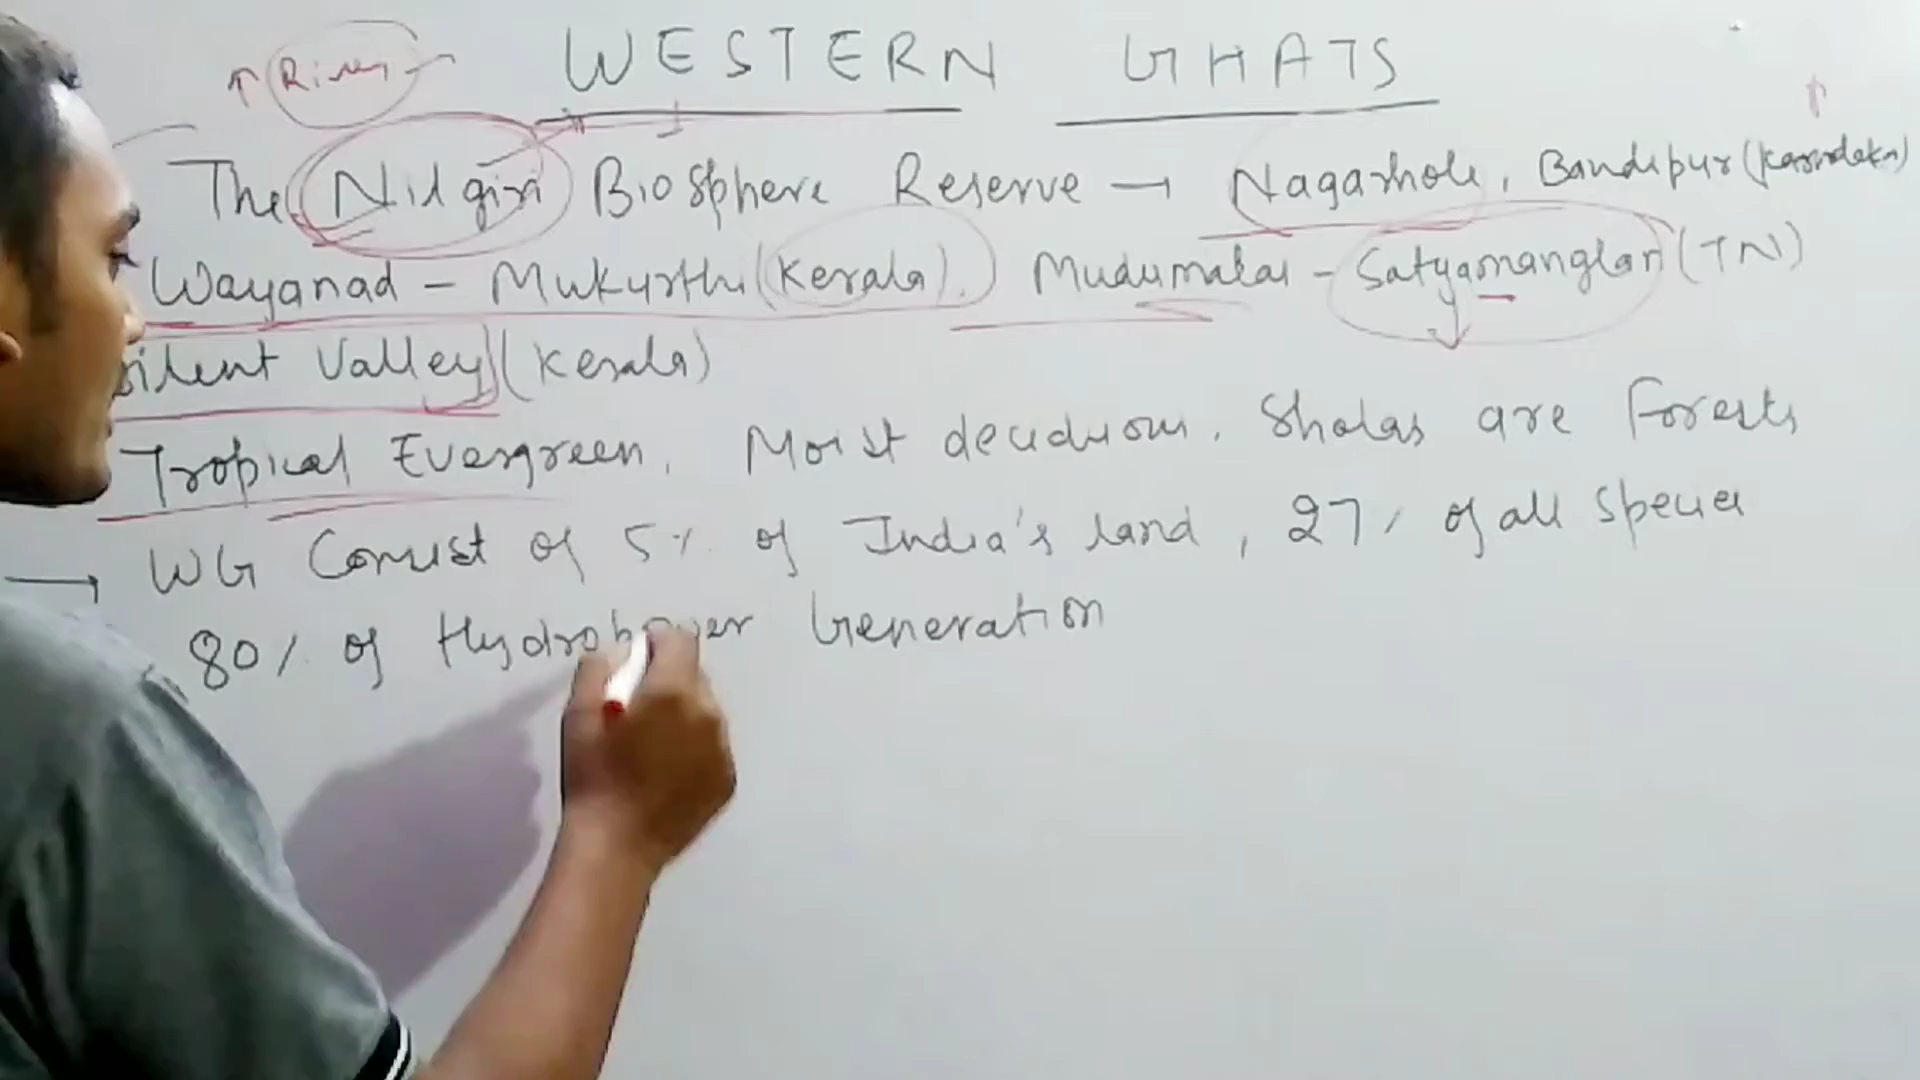 WESTERN GHATS
The Nilgiri Biosphere Reserve → Nagarhole, Bandipur (Karnataka)
Wayanad - Mukurthi (Kerala). Mudumalai - Satyamanglam (TN)
Silent Valley (Kerala)
Tropical Evergreen, Moist deciduous. Sholas are Forests
→ WG Consist of 5% of India's land, 27% of all species
80% of Hydropower Generation